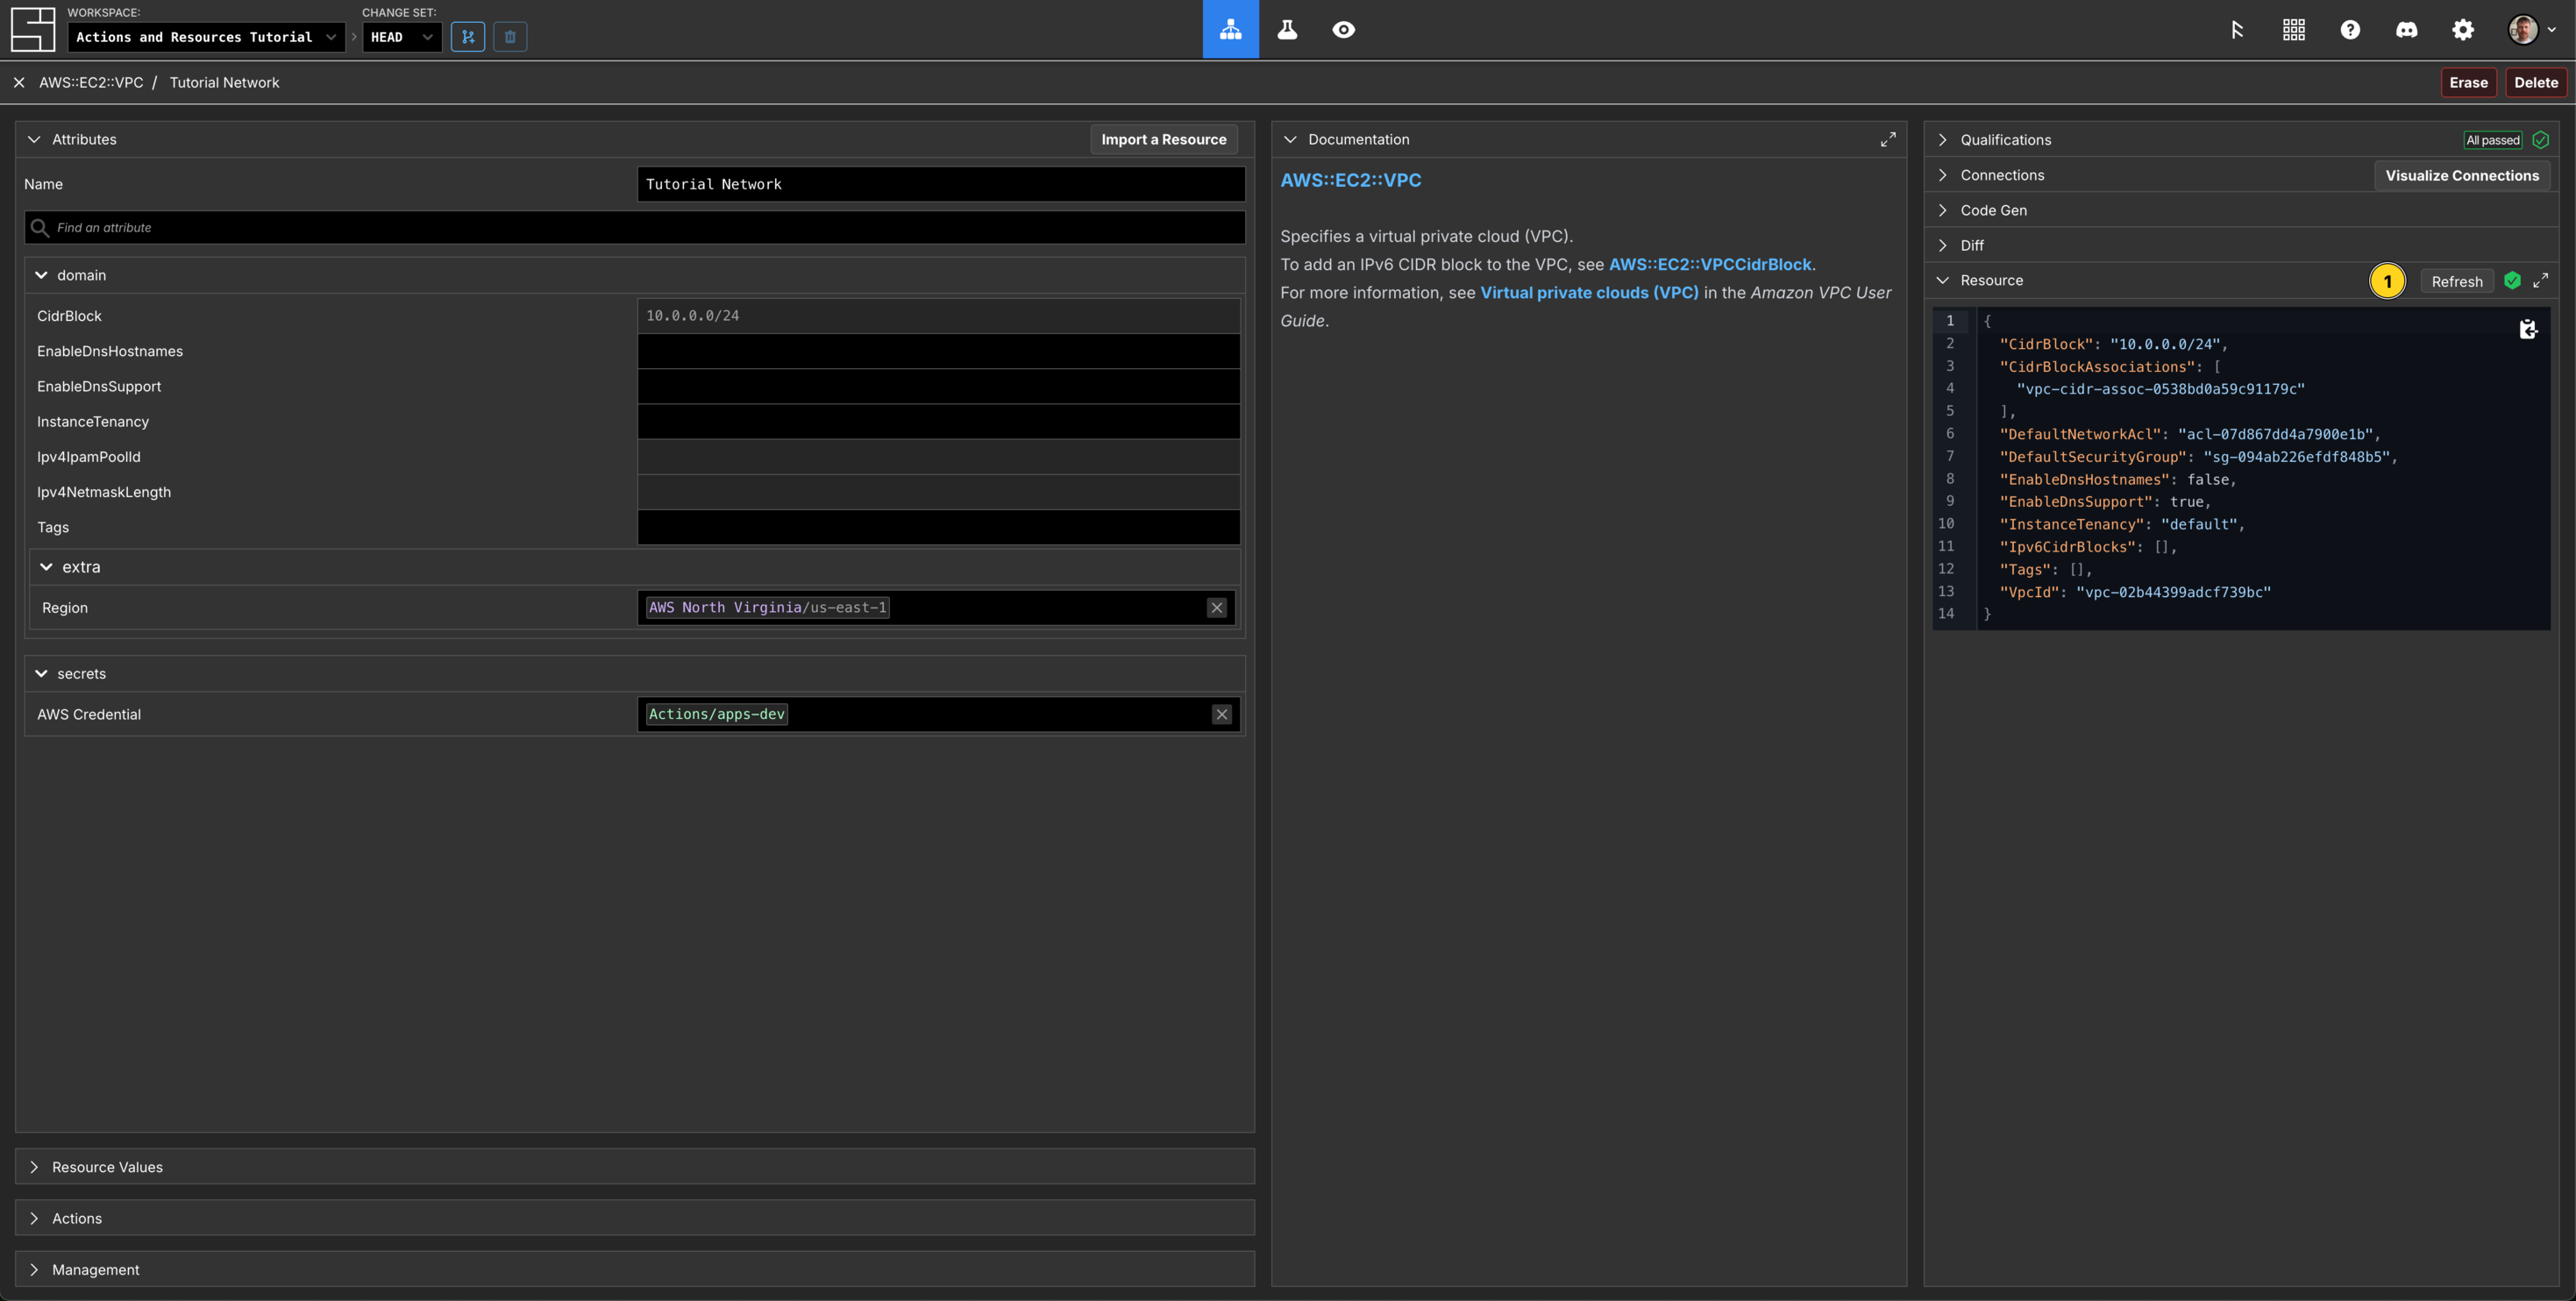 WORKSPACE:
Actions and Resources Tutorial
CHANGE SET:
HEAD
AWS::EC2::VPC / Tutorial Network
Erase
Delete
Attributes
Import a Resource
Name
Tutorial Network
Find an attribute
domain
CidrBlock
10.0.0.0/24
EnableDnsHostnames
EnableDnsSupport
InstanceTenancy
Ipv4IpamPoolId
Ipv4NetmaskLength
Tags
extra
Region
AWS North Virginia/us-east-1
secrets
AWS Credential
Actions/apps-dev
Resource Values
Actions
Management
Documentation
AWS::EC2::VPC
Specifies a virtual private cloud (VPC).
To add an IPv6 CIDR block to the VPC, see AWS::EC2::VPCCidrBlock.
For more information, see Virtual private clouds (VPC) in the Amazon VPC User
Guide.
Qualifications
All passed
Connections
Visualize Connections
Code Gen
Diff
Resource
1
Refresh
1 {
2 "CidrBlock": "10.0.0.0/24",
3 "CidrBlockAssociations": [
4 "vpc-cidr-assoc-0538bd0a59c91179c"
5 ],
6 "DefaultNetworkAcl": "acl-07d867dd4a7900e1b",
7 "DefaultSecurityGroup": "sg-094ab226efdf848b5",
8 "EnableDnsHostnames": false,
9 "EnableDnsSupport": true,
10 "InstanceTenancy": "default",
11 "Ipv6CidrBlocks": [],
12 "Tags": [],
13 "VpcId": "vpc-02b44399adcf739bc"
14 }